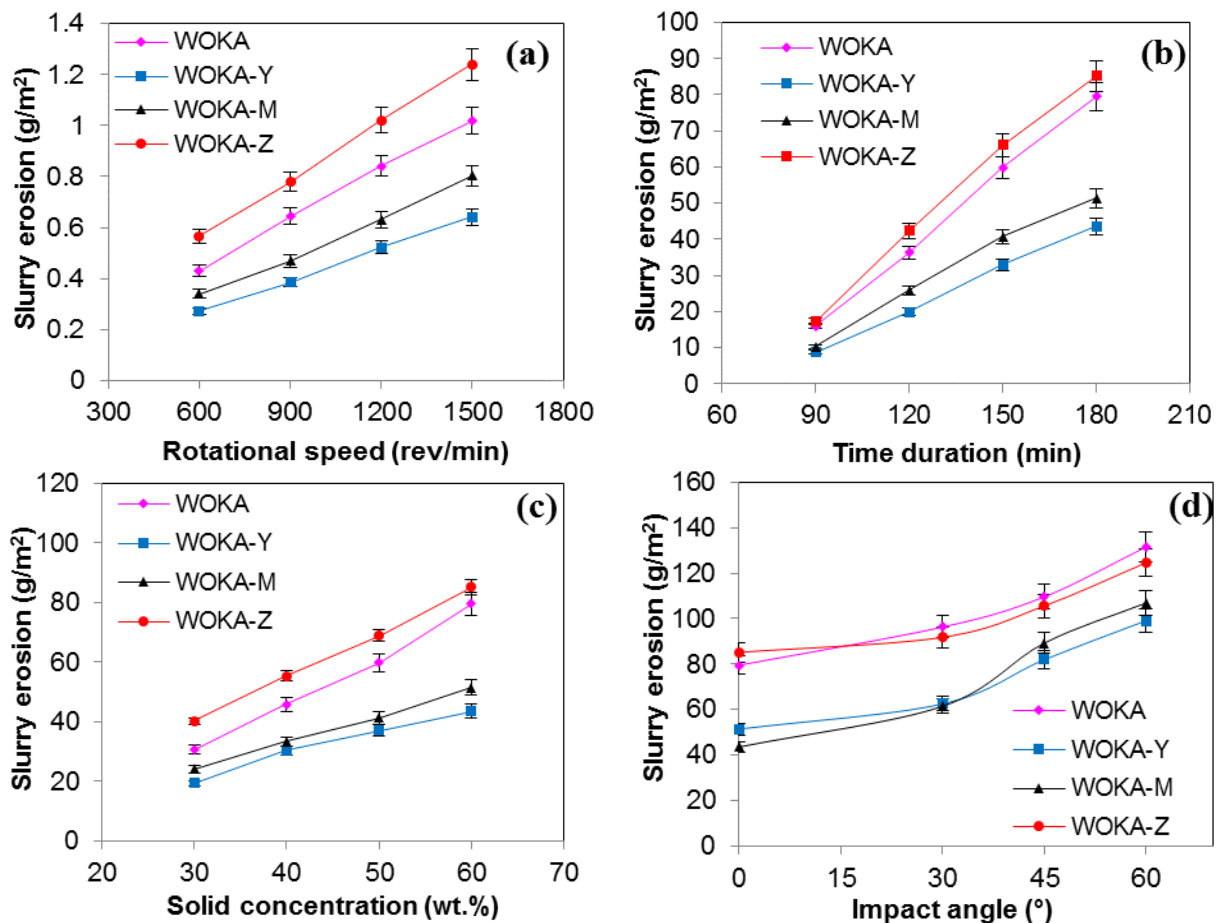 (a)
WOKA
WOKA-Y
WOKA-M
WOKA-Z
Slurry erosion (g/m²)
1.4
1.2
1
0.8
0.6
0.4
0.2
0
300 600 900 1200 1500 1800
Rotational speed (rev/min)
(b)
WOKA
WOKA-Y
WOKA-M
WOKA-Z
Slurry erosion (g/m²)
100
90
80
70
60
50
40
30
20
10
0
60 90 120 150 180 210
Time duration (min)
(c)
WOKA
WOKA-Y
WOKA-M
WOKA-Z
Slurry erosion (g/m²)
120
100
80
60
40
20
0
20 30 40 50 60 70
Solid concentration (wt.%)
(d)
Slurry erosion (g/m²)
160
140
120
100
80
60
40
20
0
WOKA
WOKA-Y
WOKA-M
WOKA-Z
0 15 30 45 60
Impact angle (°)